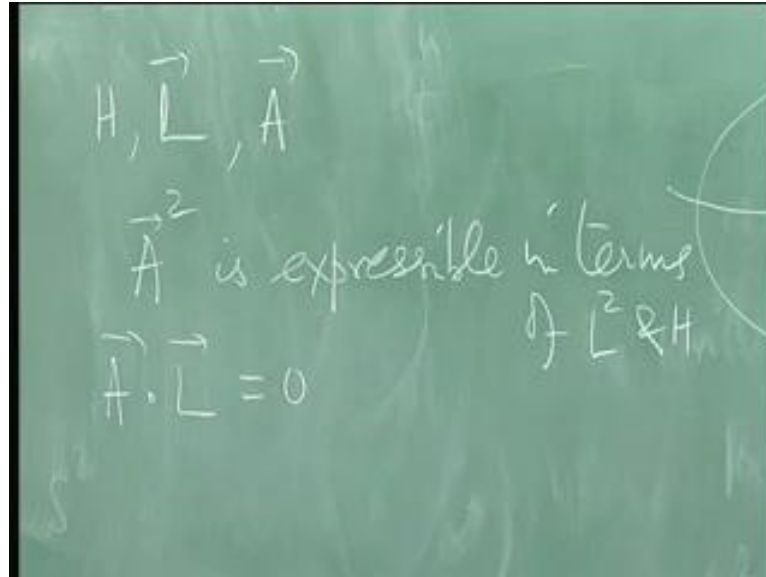 H, L⃗, A⃗
A⃗² is expressible in terms
of L² & H
A⃗ · L⃗ = 0